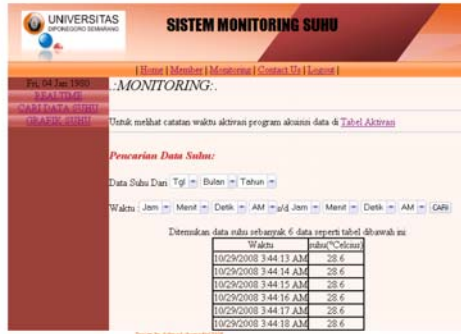 UNIVERSITAS
DIPONEGORO SEMARANG
SISTEM MONITORING SUHU
| Home | Member | Monitoring | Contact Us | Logout |
Fri, 04 Jan 1980
REALTIME
CARI DATA SUHU
GRAFIK SUHU
.:MONITORING:.
Untuk melihat catatan waktu aktivasi program akuisisi data di Tabel Aktivasi
Pencarian Data Suhu:
Data Suhu Dari Tgl Bulan Tahun
Waktu : Jam Menit Detik AM s/d Jam Menit Detik AM CARI
Ditemukan data suhu sebanyak 6 data seperti tabel dibawah ini
Waktu suhu(°Celcius)
10/29/2008 3:44:13 AM 28.6
10/29/2008 3:44:14 AM 28.6
10/29/2008 3:44:15 AM 28.6
10/29/2008 3:44:16 AM 28.6
10/29/2008 3:44:17 AM 28.6
10/29/2008 3:44:18 AM 28.6